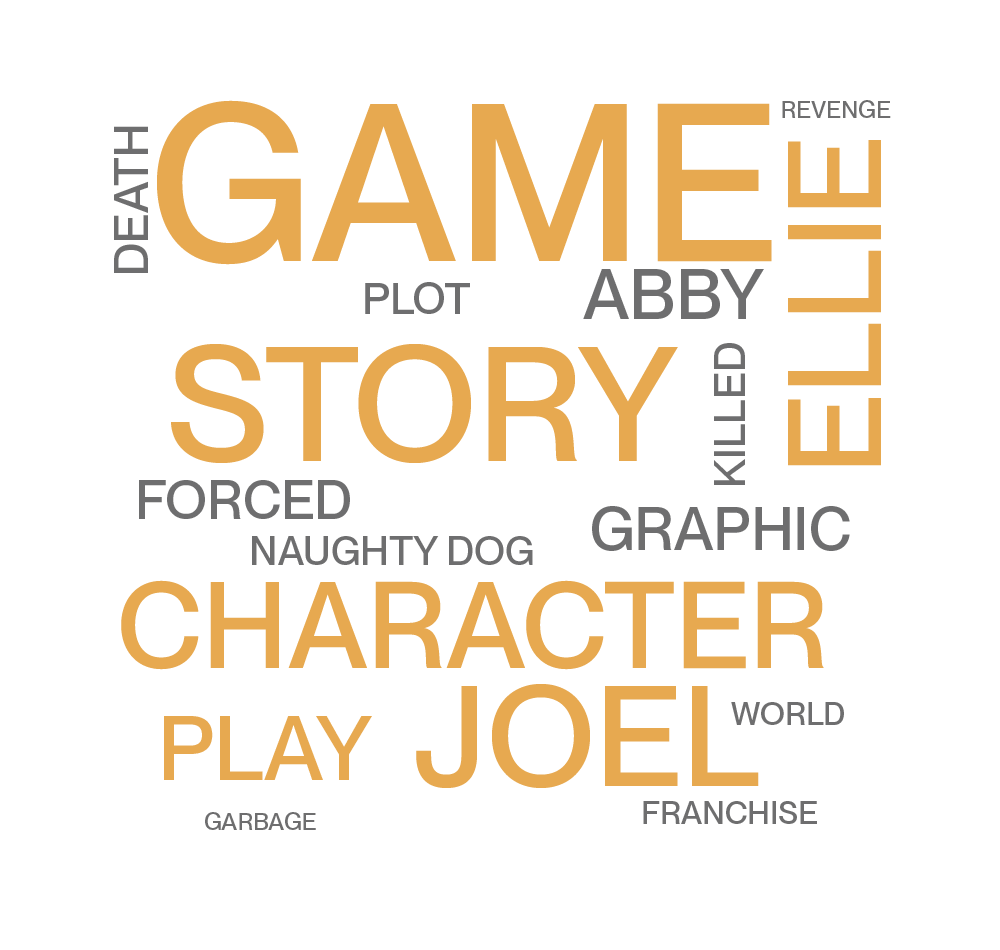 REVENGE
DEATH
GAME
ELLIE
PLOT
ABBY
STORY
KILLED
FORCED
GRAPHIC
NAUGHTY DOG
CHARACTER
JOEL
WORLD
PLAY
FRANCHISE
GARBAGE